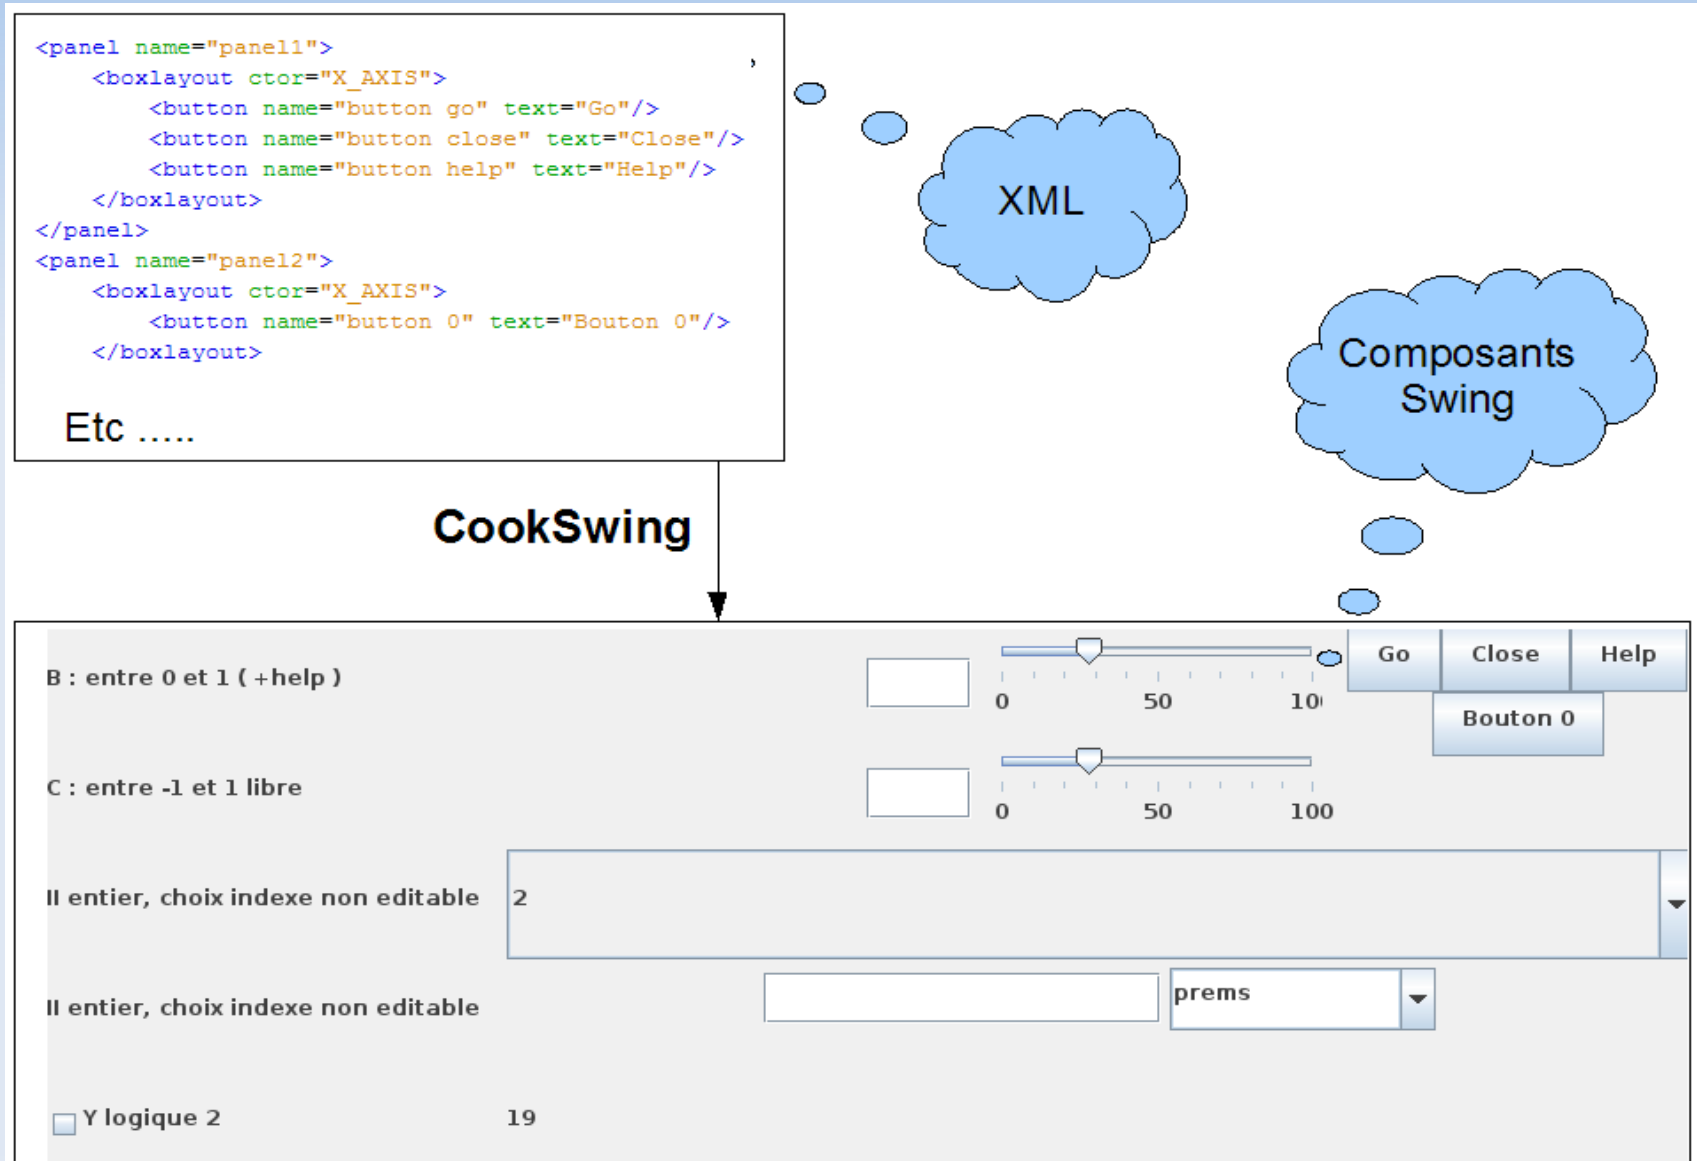 <panel name="panel1">
    <boxlayout ctor="X_AXIS">
        <button name="button go" text="Go"/>
        <button name="button close" text="Close"/>
        <button name="button help" text="Help"/>
    </boxlayout>
</panel>
<panel name="panel2">
    <boxlayout ctor="X_AXIS">
        <button name="button 0" text="Bouton 0"/>
    </boxlayout>
Etc .....
XML
Composants
Swing
CookSwing
B : entre 0 et 1 ( +help )
0 50 10
Go Close Help
Bouton 0
C : entre -1 et 1 libre
0 50 100
II entier, choix indexe non editable 2
II entier, choix indexe non editable prems
Y logique 2 19